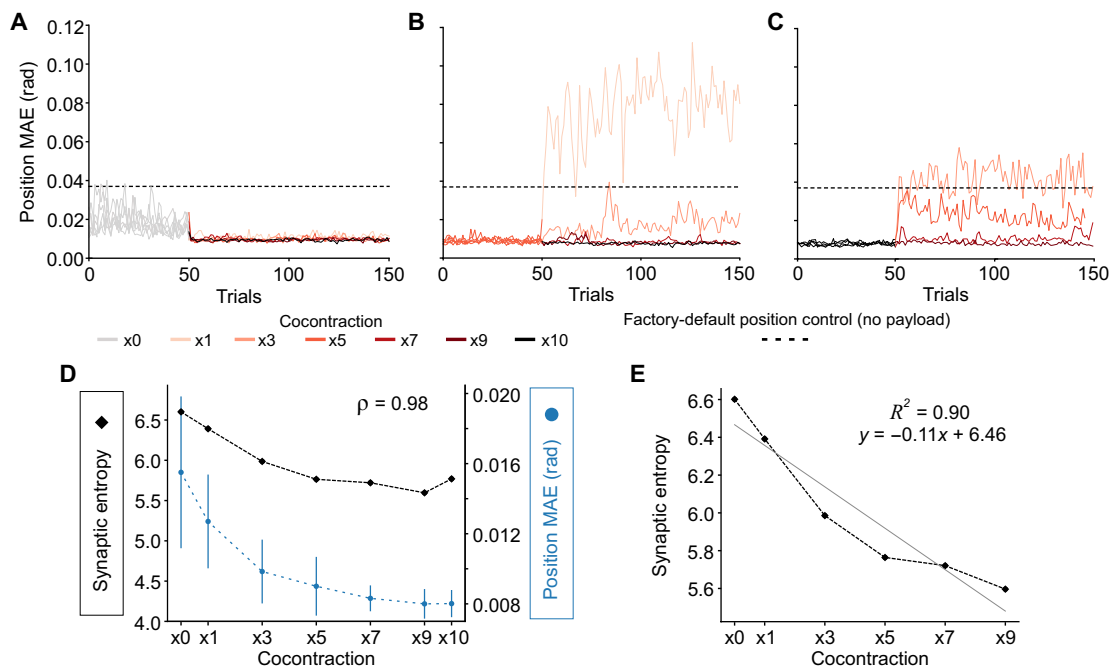 A
B
C
Position MAE (rad)
0.12
0.10
0.08
0.06
0.04
0.02
0.00
0 50 100 150
0 50 100 150
0 50 100 150
Trials
Trials
Trials
Cocontraction
Factory-default position control (no payload)
x0 x1 x3 x5 x7 x9 x10
D
Synaptic entropy
6.5
6.0
5.5
5.0
4.5
4.0
ρ = 0.98
0.020
0.016
0.012
0.008
Position MAE (rad)
x0 x1 x3 x5 x7 x9 x10
Cocontraction
E
Synaptic entropy
6.6
6.4
6.2
6.0
5.8
5.6
R² = 0.90
y = −0.11x + 6.46
x0 x1 x3 x5 x7 x9
Cocontraction